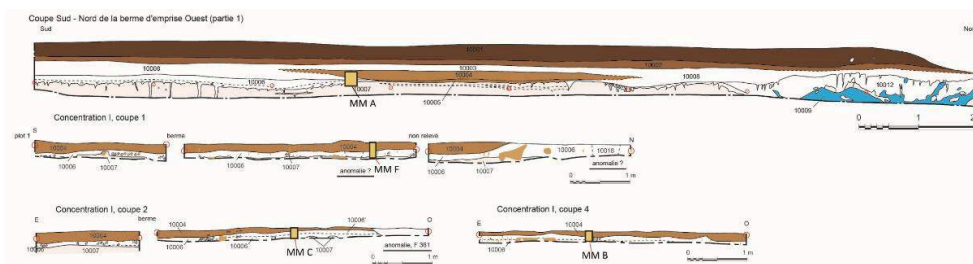 Coupe Sud - Nord de la berme d'emprise Ouest (partie 1)
Sud
10001
10002
10008 10003 10004 10006
10006 10007
MM A
10005
10012
10009
0 1
Concentration I, coupe 1
plot 1 S berme non relevé N
10004 10004 10006 10016
10006 10007 10006 10007 anomalie ? MM F 10006 10007 anomalie ?
0 1 m
Concentration I, coupe 2 Concentration I, coupe 4
E berme O E O
10004 10004 10006' 10004
10006 10007 10006 MM C 10007 anomalie, F 361 10006 MM B 10007
0 1 m 0 1 m